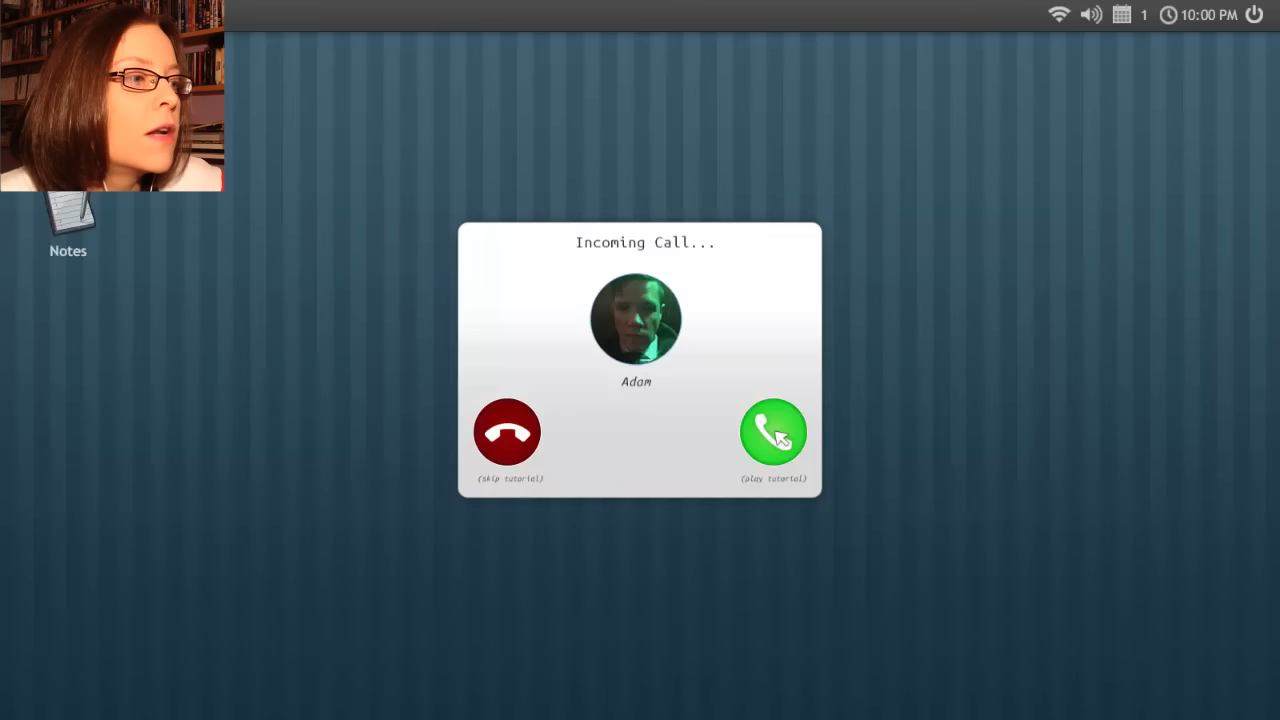 1 10:00 PM
Notes
Incoming Call...
Adam
(skip tutorial) (play tutorial)